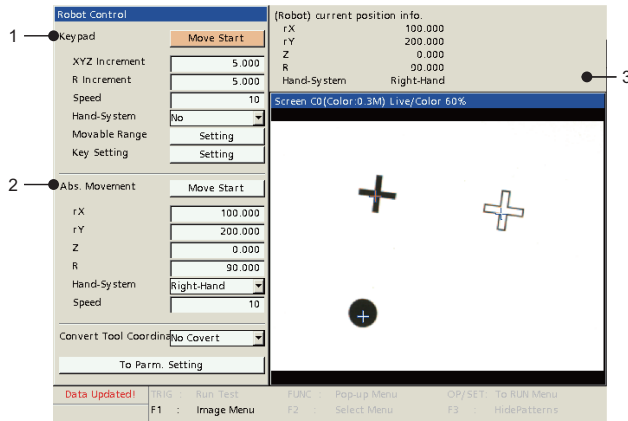 Robot Control
1
Keypad Move Start
XYZ Increment 5.000
R Increment 5.000
Speed 10
Hand-System No
Movable Range Setting
Key Setting Setting
2
Abs. Movement Move Start
rX 100.000
rY 200.000
Z 0.000
R 90.000
Hand-System Right-Hand
Speed 10
Convert Tool Coordina No Covert
To Parm. Setting
(Robot) current position info.
rX 100.000
rY 200.000
Z 0.000
R 90.000
Hand-System Right-Hand
3
Screen C0(Color:0.3M) Live/Color 60%
Data Updated! TRIG : Run Test FUNC : Pop-up Menu OP/SET: To RUN Menu
F1 : Image Menu F2 : Select Menu F3 : HidePatterns